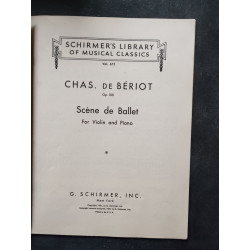 SCHIRMER'S LIBRARY
OF MUSICAL CLASSICS
CHAS. DE BÉRIOT
Scène de Ballet
For Violin and Piano
G. SCHIRMER, INC.
New York